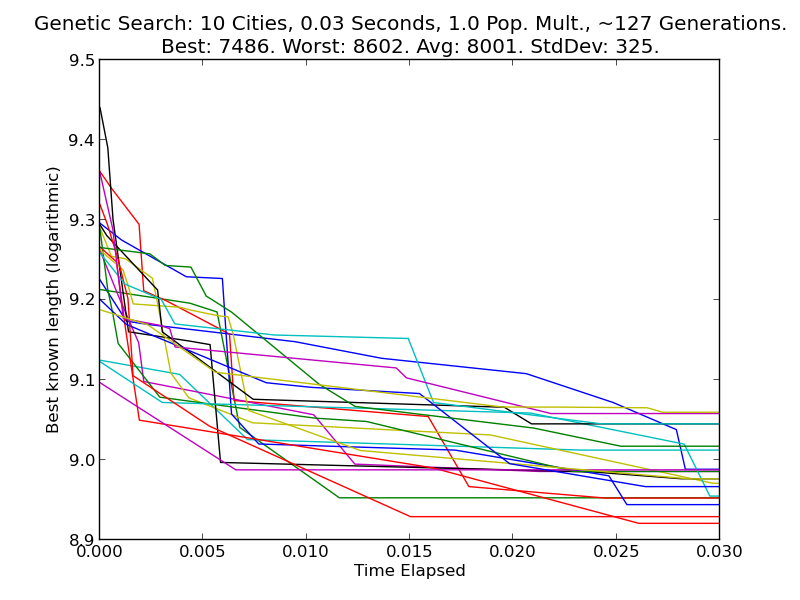 Genetic Search: 10 Cities, 0.03 Seconds, 1.0 Pop. Mult., ~127 Generations.
Best: 7486. Worst: 8602. Avg: 8001. StdDev: 325.
9.5
9.4
9.3
9.2
9.1
9.0
8.9
Best known length (logarithmic)
0.000 0.005 0.010 0.015 0.020 0.025 0.030
Time Elapsed